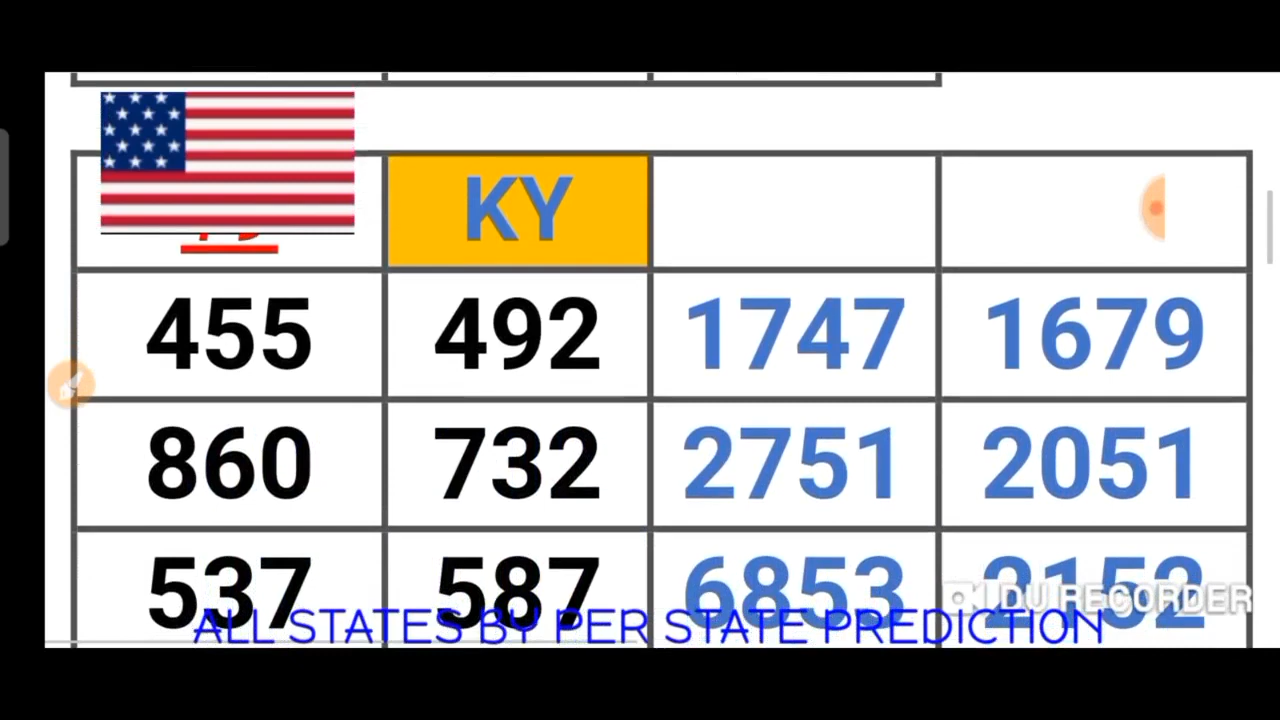 KY
455 492 1747 1679
860 732 2751 2051
537 587 6853 2152
DU RECORDER
ALL STATES BY PER STATE PREDICTION